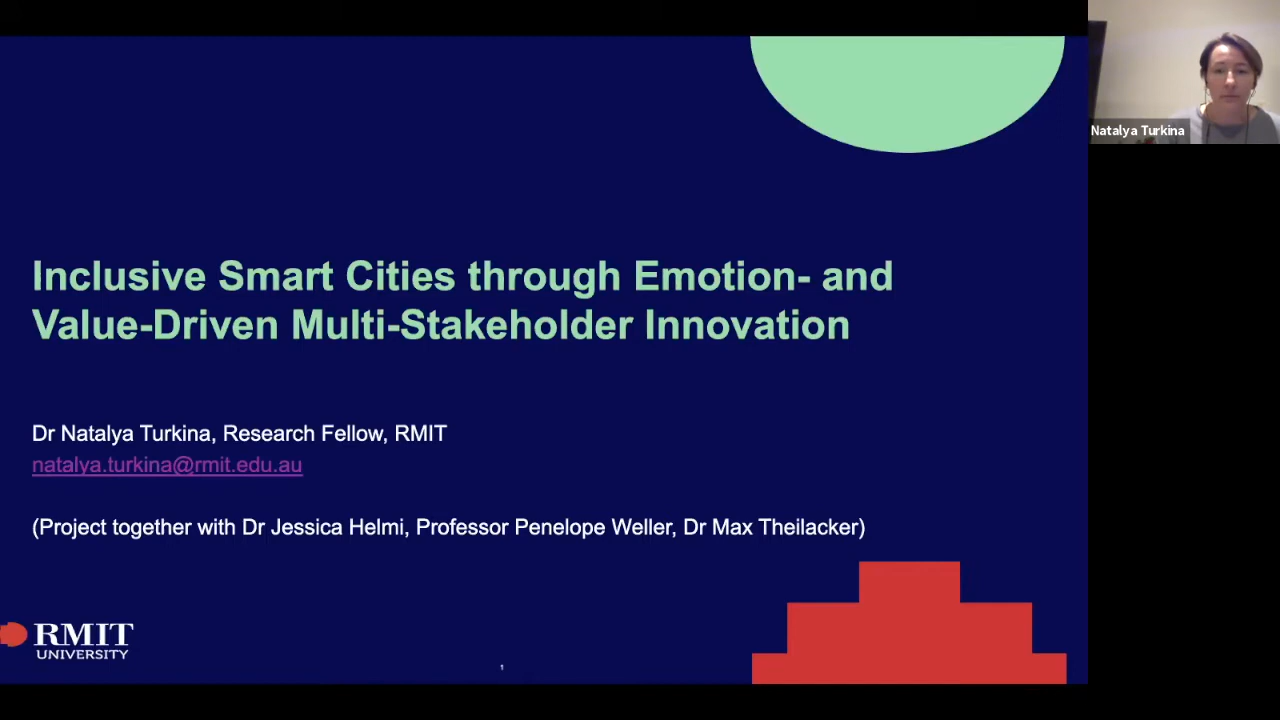 Natalya Turkina
Inclusive Smart Cities through Emotion- and
Value-Driven Multi-Stakeholder Innovation
Dr Natalya Turkina, Research Fellow, RMIT
natalya.turkina@rmit.edu.au
(Project together with Dr Jessica Helmi, Professor Penelope Weller, Dr Max Theilacker)
RMIT
UNIVERSITY
1